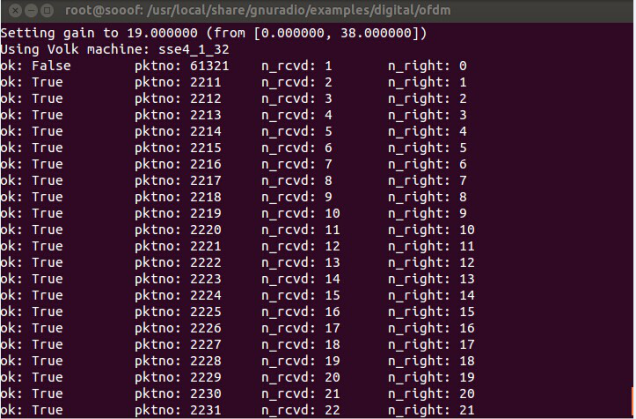 root@sooof: /usr/local/share/gnuradio/examples/digital/ofdm
Setting gain to 19.000000 (from [0.000000, 38.000000])
Using Volk machine: sse4_1_32
ok: False pktno: 61321 n_rcvd: 1 n_right: 0
ok: True pktno: 2211 n_rcvd: 2 n_right: 1
ok: True pktno: 2212 n_rcvd: 3 n_right: 2
ok: True pktno: 2213 n_rcvd: 4 n_right: 3
ok: True pktno: 2214 n_rcvd: 5 n_right: 4
ok: True pktno: 2215 n_rcvd: 6 n_right: 5
ok: True pktno: 2216 n_rcvd: 7 n_right: 6
ok: True pktno: 2217 n_rcvd: 8 n_right: 7
ok: True pktno: 2218 n_rcvd: 9 n_right: 8
ok: True pktno: 2219 n_rcvd: 10 n_right: 9
ok: True pktno: 2220 n_rcvd: 11 n_right: 10
ok: True pktno: 2221 n_rcvd: 12 n_right: 11
ok: True pktno: 2222 n_rcvd: 13 n_right: 12
ok: True pktno: 2223 n_rcvd: 14 n_right: 13
ok: True pktno: 2224 n_rcvd: 15 n_right: 14
ok: True pktno: 2225 n_rcvd: 16 n_right: 15
ok: True pktno: 2226 n_rcvd: 17 n_right: 16
ok: True pktno: 2227 n_rcvd: 18 n_right: 17
ok: True pktno: 2228 n_rcvd: 19 n_right: 18
ok: True pktno: 2229 n_rcvd: 20 n_right: 19
ok: True pktno: 2230 n_rcvd: 21 n_right: 20
ok: True pktno: 2231 n_rcvd: 22 n_right: 21